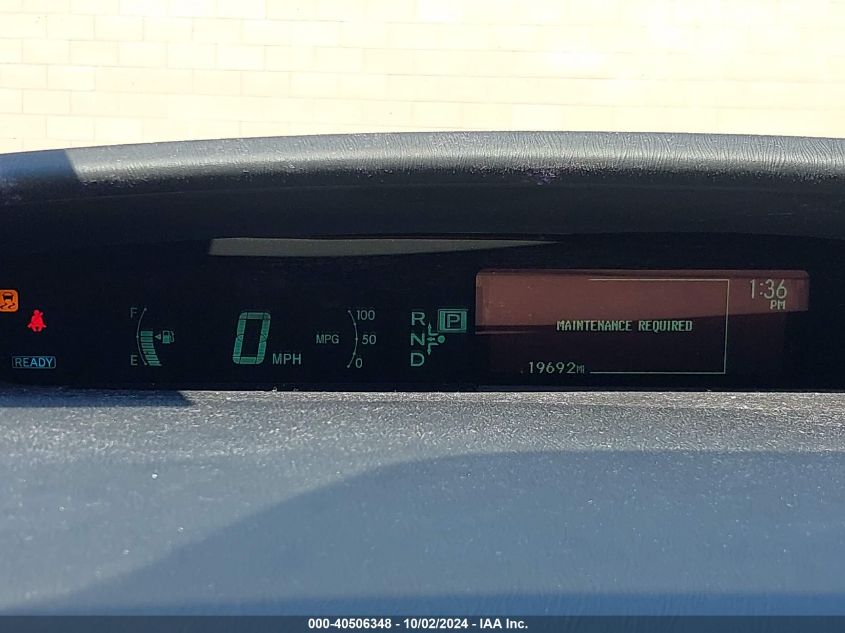 1:36
PM
F
0 MPH
MPG
100
50
0
R
N
D
P
MAINTENANCE REQUIRED
E
READY
19692MI
000-40506348 - 10/02/2024 - IAA Inc.